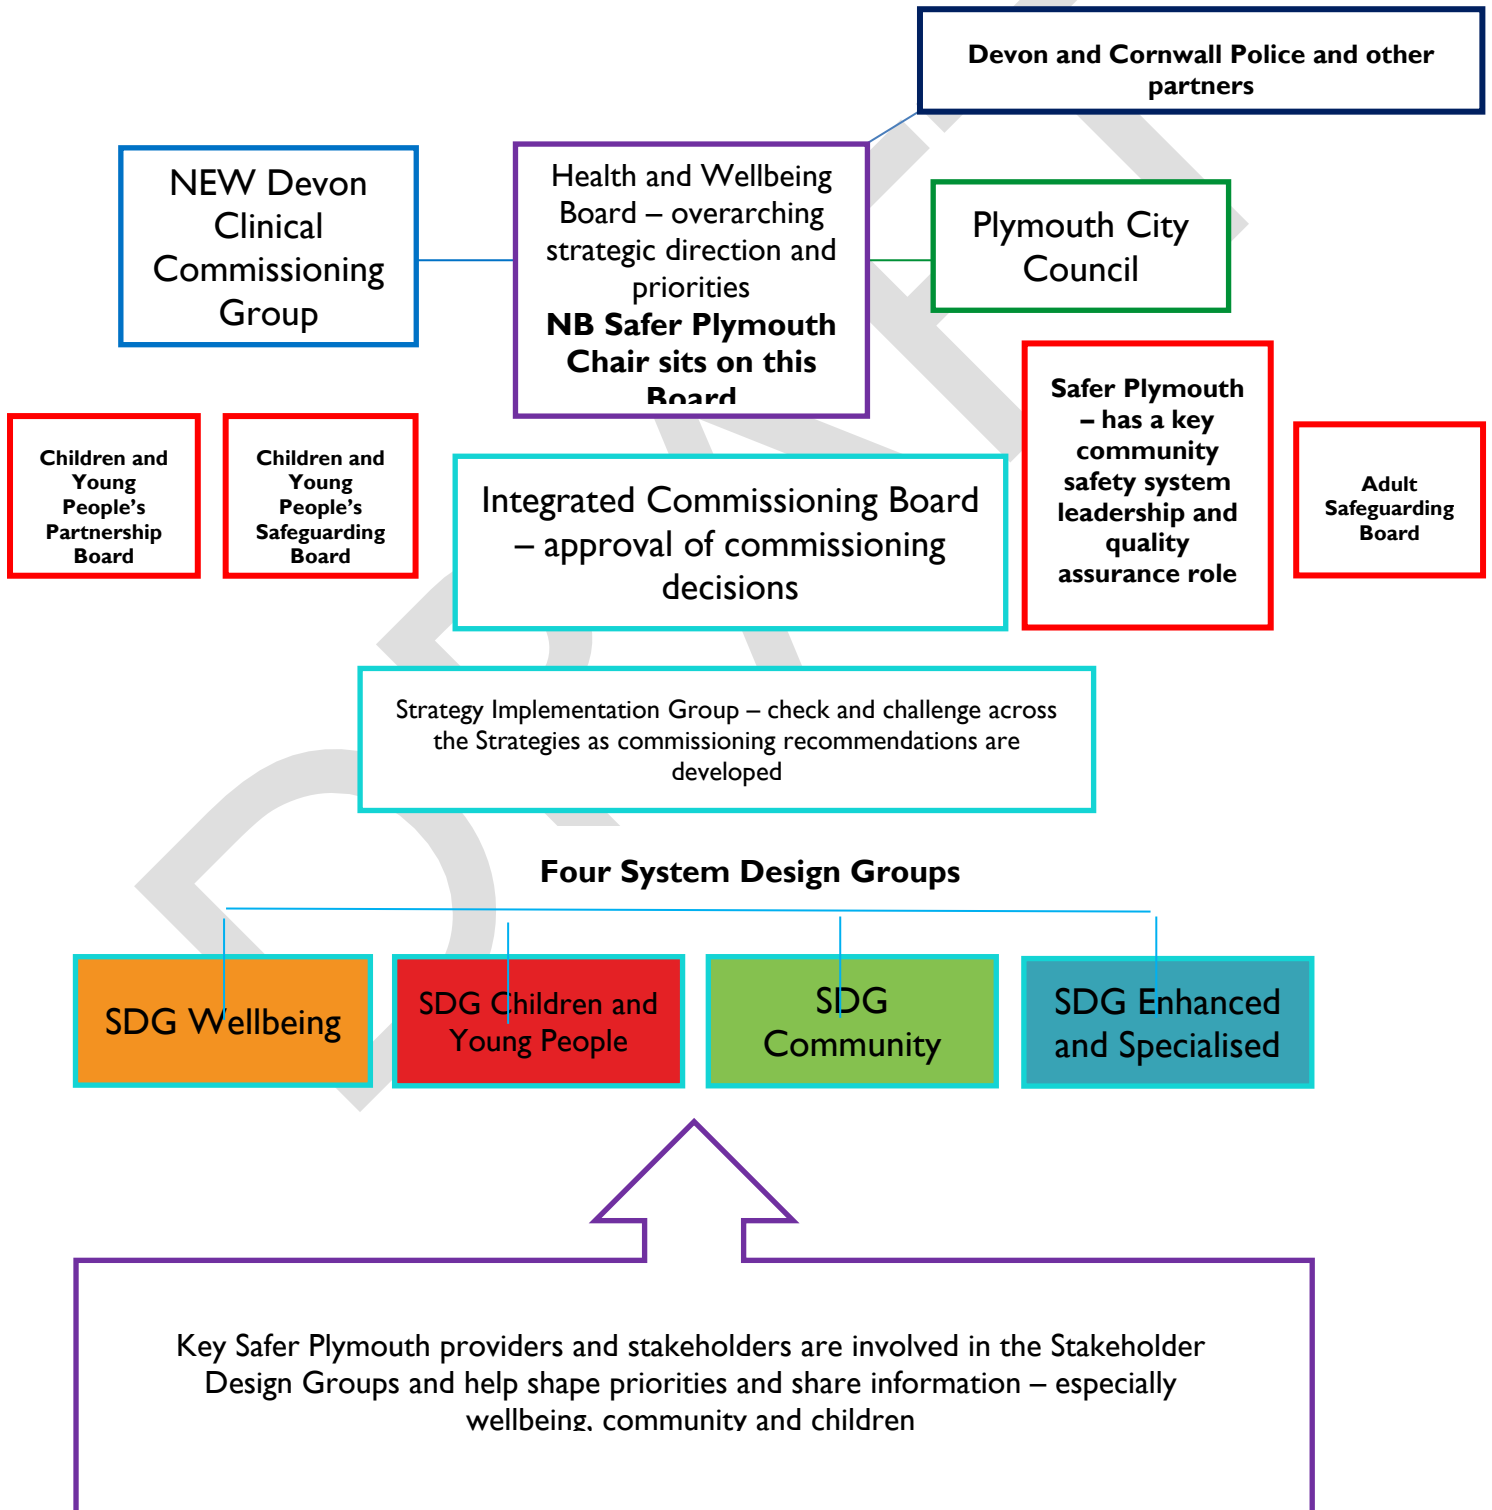 Devon and Cornwall Police and other
partners
NEW Devon
Clinical
Commissioning
Group
Health and Wellbeing
Board – overarching
strategic direction and
priorities
NB Safer Plymouth
Chair sits on this
Board
Plymouth City
Council
Children and
Young
People's
Partnership
Board
Children and
Young
People's
Safeguarding
Board
Integrated Commissioning Board
– approval of commissioning
decisions
Safer Plymouth
– has a key
community
safety system
leadership and
quality
assurance role
Adult
Safeguarding
Board
Strategy Implementation Group – check and challenge across
the Strategies as commissioning recommendations are
developed
Four System Design Groups
SDG Wellbeing
SDG Children and
Young People
SDG
Community
SDG Enhanced
and Specialised
Key Safer Plymouth providers and stakeholders are involved in the Stakeholder
Design Groups and help shape priorities and share information – especially
wellbeing, community and children
DRAFT